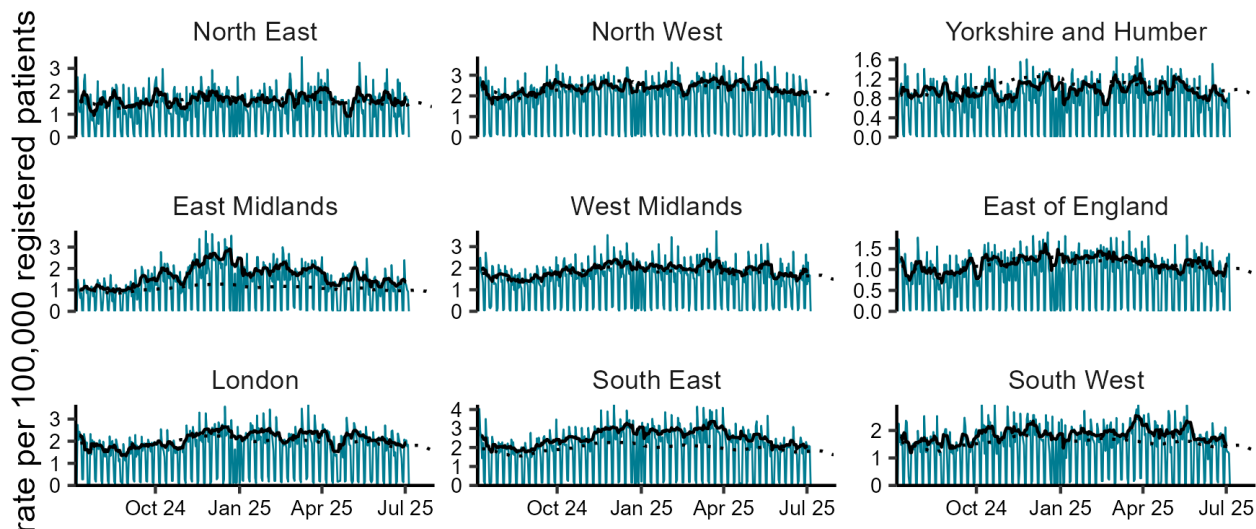 rate per 100,000 registered patients
North East
North West
Yorkshire and Humber
3
2
1
0
3
2
1
0
1.6
1.2
0.8
0.4
0.0
East Midlands
West Midlands
East of England
3
2
1
0
3
2
1
0
1.5
1.0
0.5
0.0
London
South East
South West
3
2
1
0
4
3
2
1
0
2
1
0
Oct 24 Jan 25 Apr 25 Jul 25
Oct 24 Jan 25 Apr 25 Jul 25
Oct 24 Jan 25 Apr 25 Jul 25